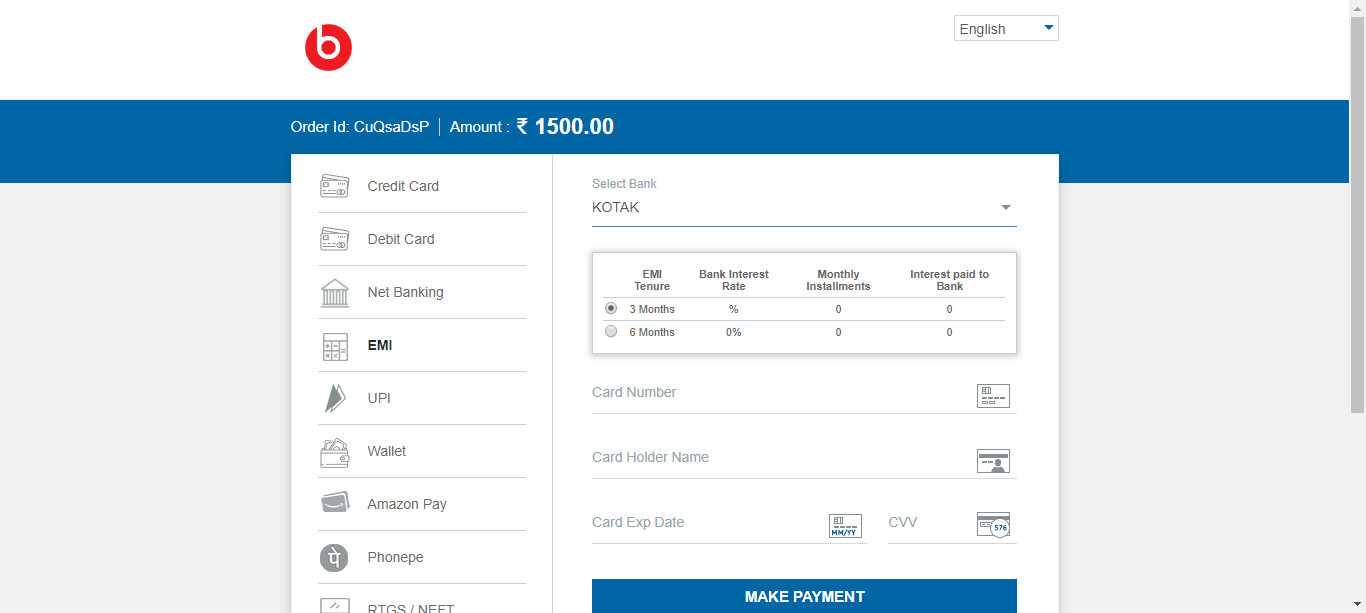 b
English
Order Id: CuQsaDsP Amount : ₹ 1500.00
Credit Card
Debit Card
Net Banking
EMI
UPI
Wallet
Amazon Pay
पे Phonepe
RTGS / NEFT
Select Bank
KOTAK
EMI Tenure Bank Interest Rate Monthly Installments Interest paid to Bank
3 Months % 0 0
6 Months 0% 0 0
Card Number
Card Holder Name
Card Exp Date MM/YY CVV 576
MAKE PAYMENT